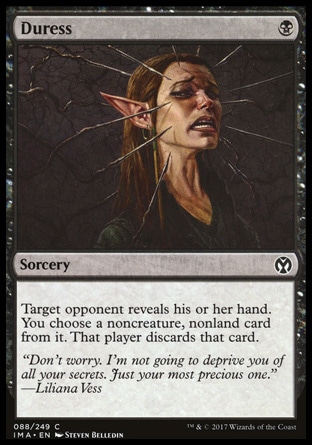 Duress
Sorcery
Target opponent reveals his or her hand.
You choose a noncreature, nonland card
from it. That player discards that card.
“Don’t worry. I’m not going to deprive you of
all your secrets. Just your most precious one.”
—Liliana Vess
088/249 C
IMA • EN Steven Belledin
™ & © 2017 Wizards of the Coast